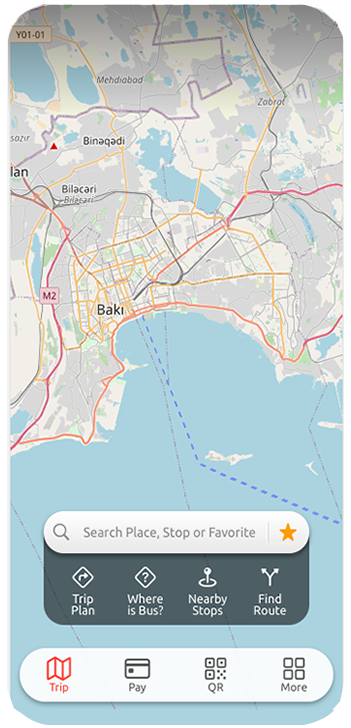 Y01-01
Mehdiabad
Zabrat
Binəqədi
lan
Biləcəri
Biləcəri
M2
Bakı
Search Place, Stop or Favorite
Trip
Plan
Where
is Bus?
Nearby
Stops
Find
Route
Trip
Pay
QR
More